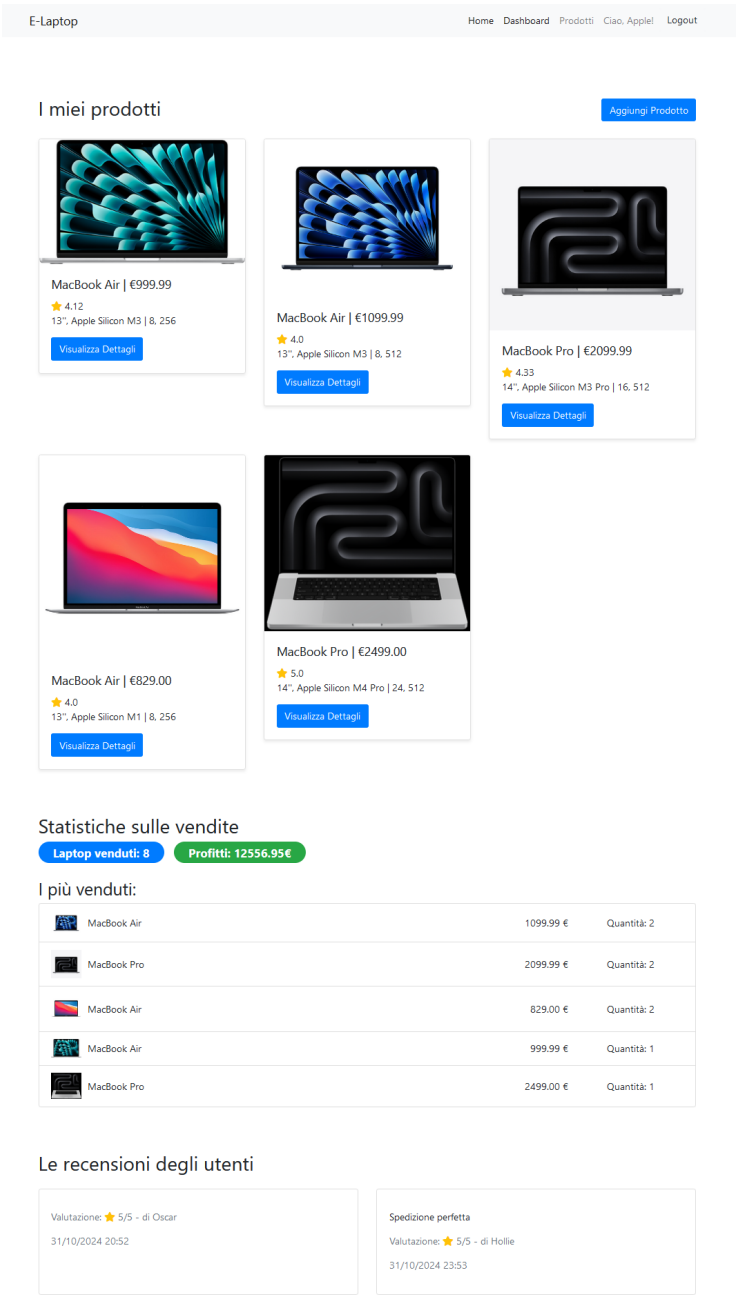 E-Laptop
Home Dashboard Prodotti Ciao, Apple! Logout
I miei prodotti
Aggiungi Prodotto
MacBook Air | €999.99
4.12
13'', Apple Silicon M3 | 8, 256
Visualizza Dettagli
MacBook Air | €1099.99
4.0
13'', Apple Silicon M3 | 8, 512
Visualizza Dettagli
MacBook Pro | €2099.99
4.33
14'', Apple Silicon M3 Pro | 16, 512
Visualizza Dettagli
MacBook Air | €829.00
4.0
13'', Apple Silicon M1 | 8, 256
Visualizza Dettagli
MacBook Pro | €2499.00
5.0
14'', Apple Silicon M4 Pro | 24, 512
Visualizza Dettagli
Statistiche sulle vendite
Laptop venduti: 8 Profitti: 12556.95€
I più venduti:
MacBook Air 1099.99 € Quantità: 2
MacBook Pro 2099.99 € Quantità: 2
MacBook Air 829.00 € Quantità: 2
MacBook Air 999.99 € Quantità: 1
MacBook Pro 2499.00 € Quantità: 1
Le recensioni degli utenti
Valutazione: 5/5 - di Oscar
31/10/2024 20:52
Spedizione perfetta
Valutazione: 5/5 - di Hollie
31/10/2024 23:53